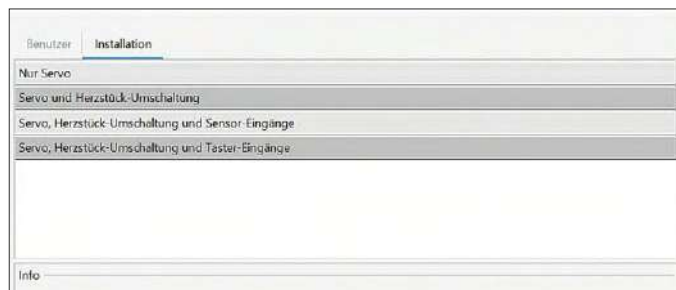 Benutzer Installation
Nur Servo
Servo und Herzstück-Umschaltung
Servo, Herzstück-Umschaltung und Sensor-Eingänge
Servo, Herzstück-Umschaltung und Taster-Eingänge
Info